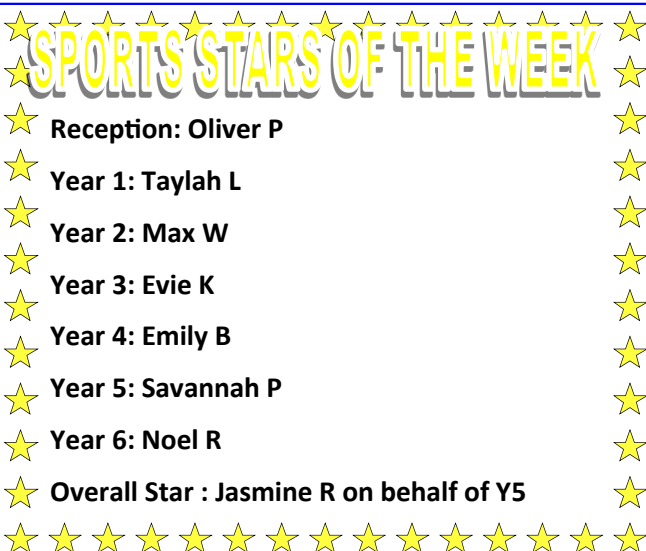 SPORTS STARS OF THE WEEK
Reception: Oliver P
Year 1: Taylah L
Year 2: Max W
Year 3: Evie K
Year 4: Emily B
Year 5: Savannah P
Year 6: Noel R
Overall Star : Jasmine R on behalf of Y5